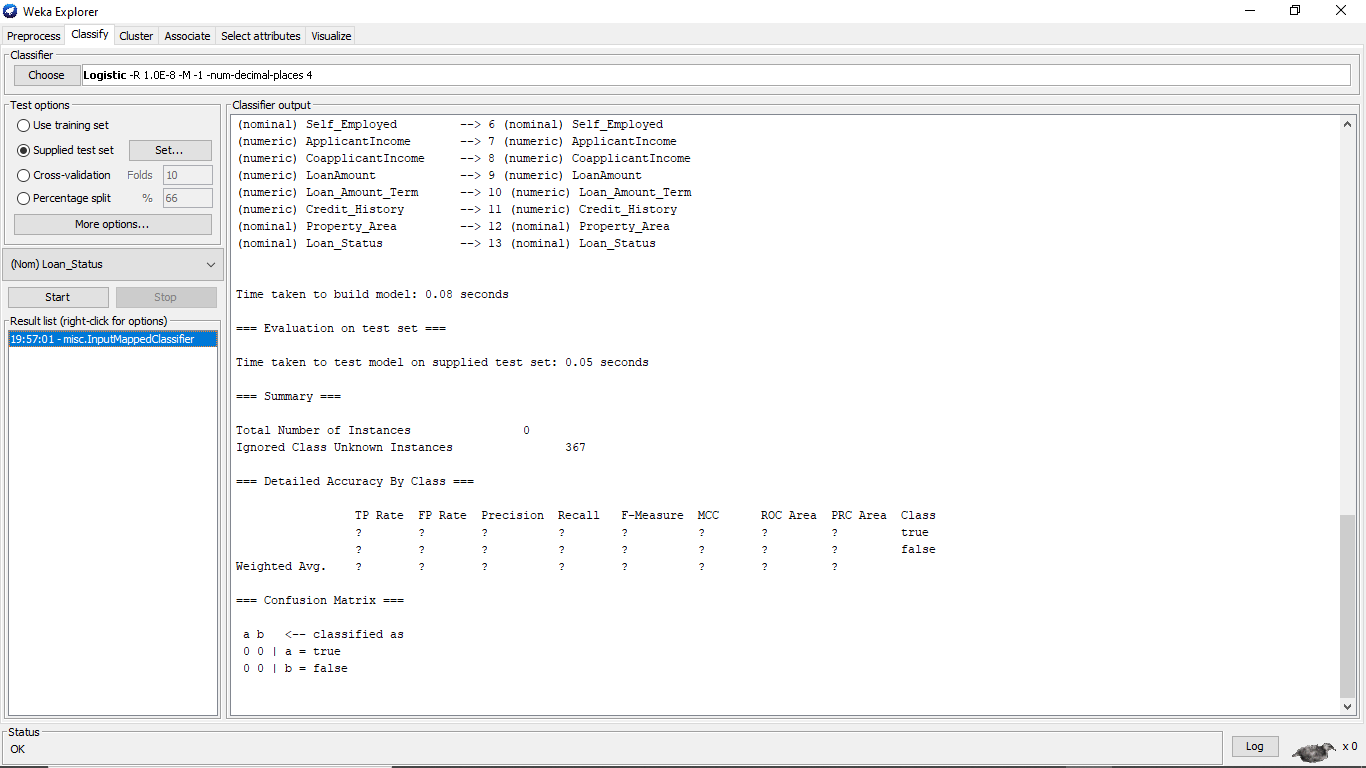 Weka Explorer
Preprocess Classify Cluster Associate Select attributes Visualize
Classifier
Choose Logistic -R 1.0E-8 -M -1 -num-decimal-places 4
Test options
Use training set
Supplied test set Set...
Cross-validation Folds 10
Percentage split % 66
More options...
(Nom) Loan_Status
Start Stop
Result list (right-click for options)
19:57:01 - misc.InputMappedClassifier
Classifier output
(nominal) Self_Employed --> 6 (nominal) Self_Employed
(numeric) ApplicantIncome --> 7 (numeric) ApplicantIncome
(numeric) CoapplicantIncome --> 8 (numeric) CoapplicantIncome
(numeric) LoanAmount --> 9 (numeric) LoanAmount
(numeric) Loan_Amount_Term --> 10 (numeric) Loan_Amount_Term
(numeric) Credit_History --> 11 (numeric) Credit_History
(nominal) Property_Area --> 12 (nominal) Property_Area
(nominal) Loan_Status --> 13 (nominal) Loan_Status
Time taken to build model: 0.08 seconds
=== Evaluation on test set ===
Time taken to test model on supplied test set: 0.05 seconds
=== Summary ===
Total Number of Instances 0
Ignored Class Unknown Instances 367
=== Detailed Accuracy By Class ===
TP Rate FP Rate Precision Recall F-Measure MCC ROC Area PRC Area Class
? ? ? ? ? ? ? ? true
? ? ? ? ? ? ? ? false
Weighted Avg. ? ? ? ? ? ? ? ?
=== Confusion Matrix ===
a b <-- classified as
0 0 | a = true
0 0 | b = false
Status
OK
Log x 0